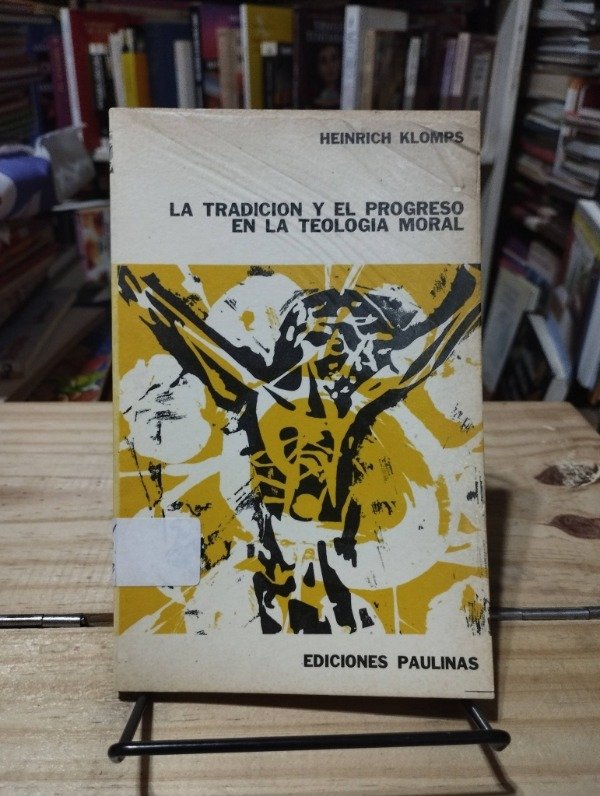 HEINRICH KLOMPS
LA TRADICION Y EL PROGRESO
EN LA TEOLOGIA MORAL
EDICIONES PAULINAS